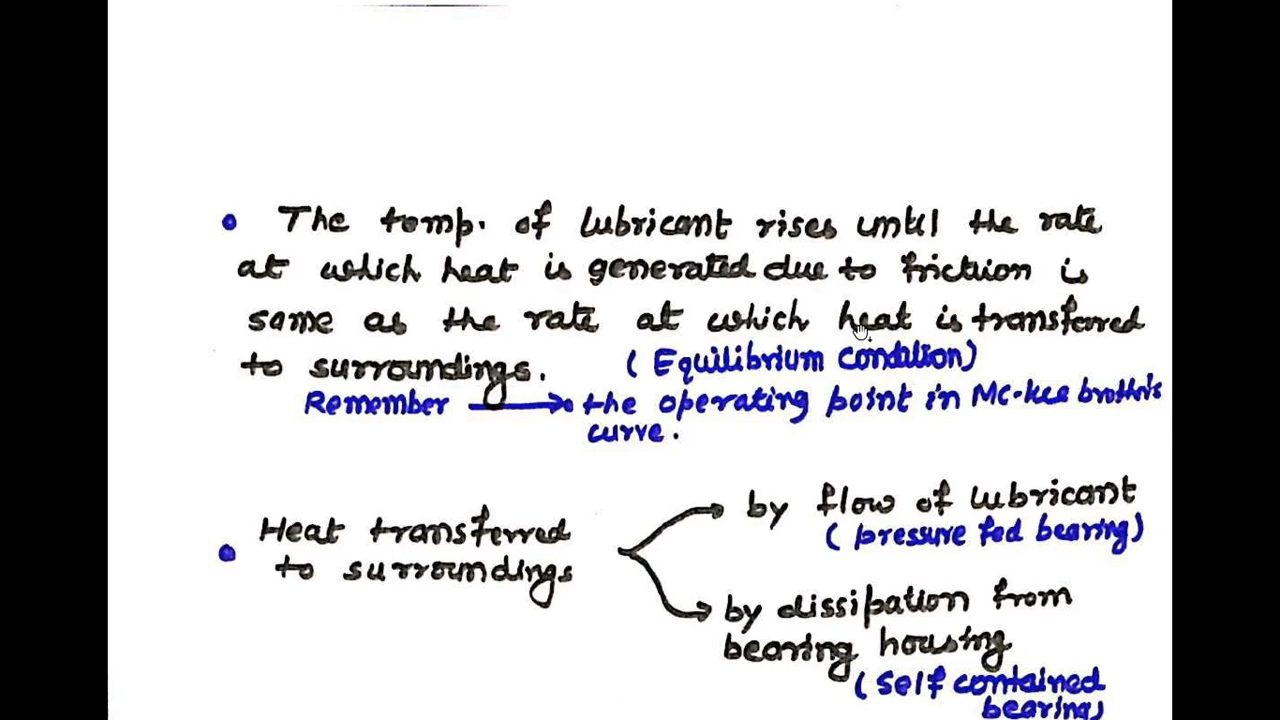 • The temp. of lubricant rises until the rate
at which heat is generated due to friction is
same as the rate at which heat is transferred
to surroundings. (Equilibrium condition)
Remember → the operating point in Mc-kee brothr's
curve.
by flow of lubricant
(pressure fed bearing)
• Heat transferred
to surroundings
by dissipation from
bearing housing
(self contained
bearings